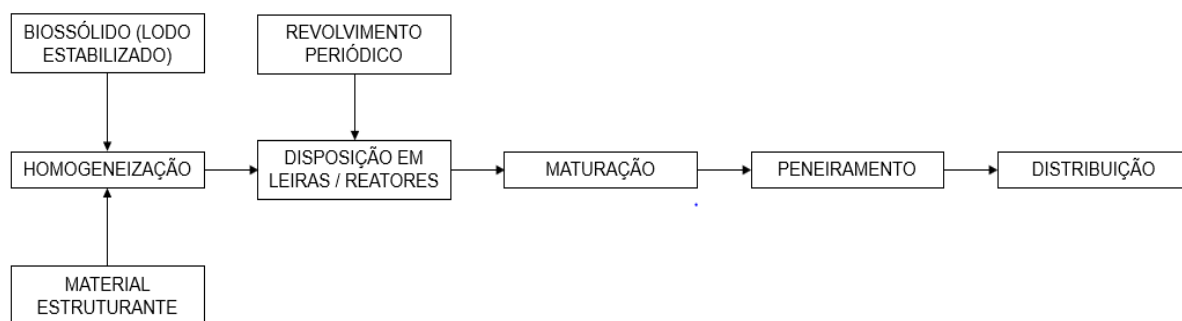 BIOSSÓLIDO (LODO
ESTABILIZADO)
REVOLVIMENTO
PERIÓDICO
HOMOGENEIZAÇÃO
DISPOSIÇÃO EM
LEIRAS / REATORES
MATURAÇÃO
PENEIRAMENTO
DISTRIBUIÇÃO
MATERIAL
ESTRUTURANTE